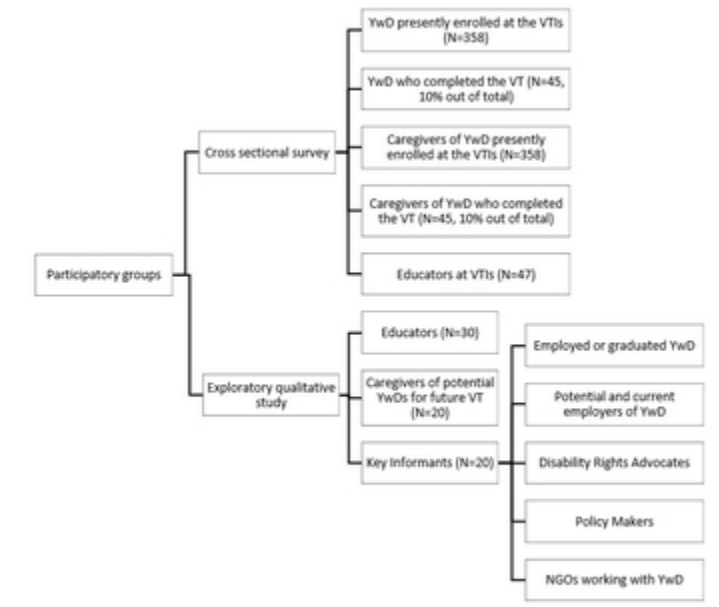 YwD presently enrolled at the VTIs
(N=358)
YwD who completed the VT (N=45,
10% out of total)
Cross sectional survey
Caregivers of YwD presently
enrolled at the VTIs (N=358)
Caregivers of YwD who completed
the VT (N=45, 10% out of total)
Educators at VTIs (N=47)
Participatory groups
Educators (N=30)
Exploratory qualitative
study
Caregivers of potential
YwDs for future VT
(N=20)
Key Informants (N=20)
Employed or graduated YwD
Potential and current
employers of YwD
Disability Rights Advocates
Policy Makers
NGOs working with YwD